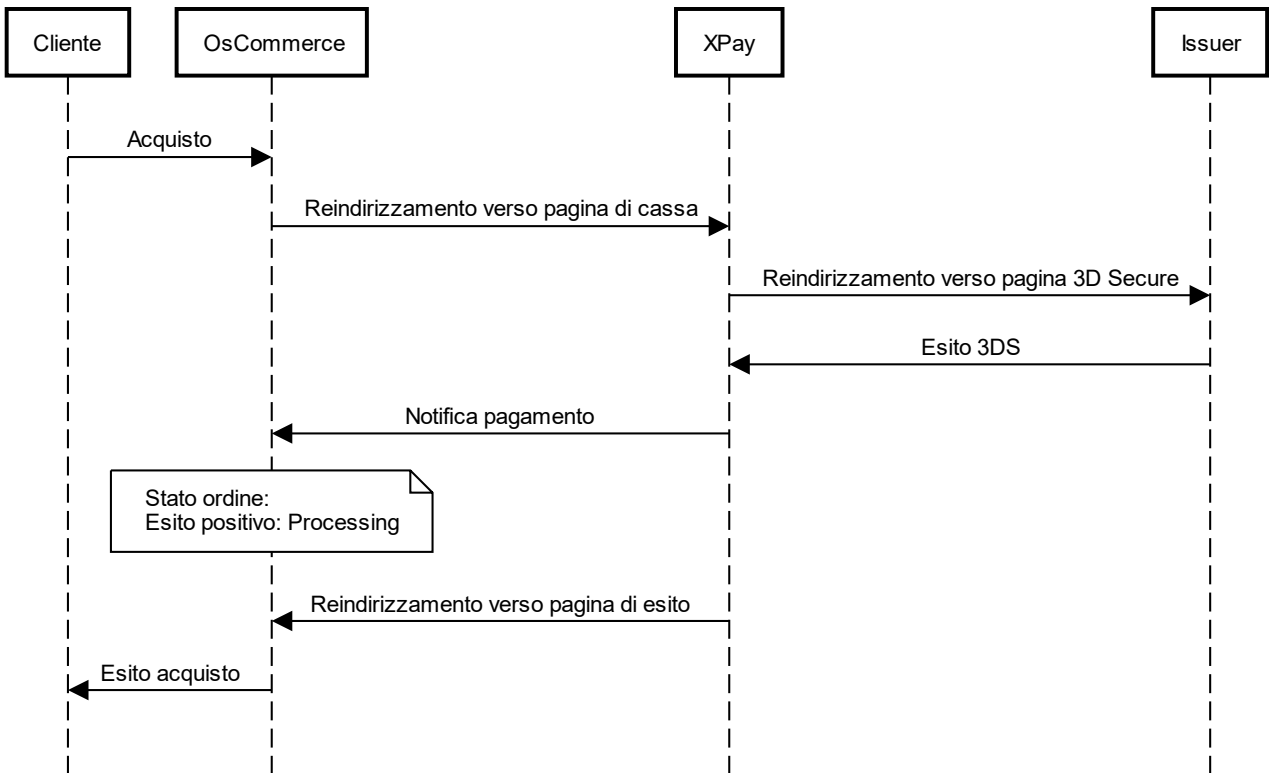 Cliente
OsCommerce
XPay
Issuer
Acquisto
Reindirizzamento verso pagina di cassa
Reindirizzamento verso pagina 3D Secure
Esito 3DS
Notifica pagamento
Stato ordine:
Esito positivo: Processing
Reindirizzamento verso pagina di esito
Esito acquisto